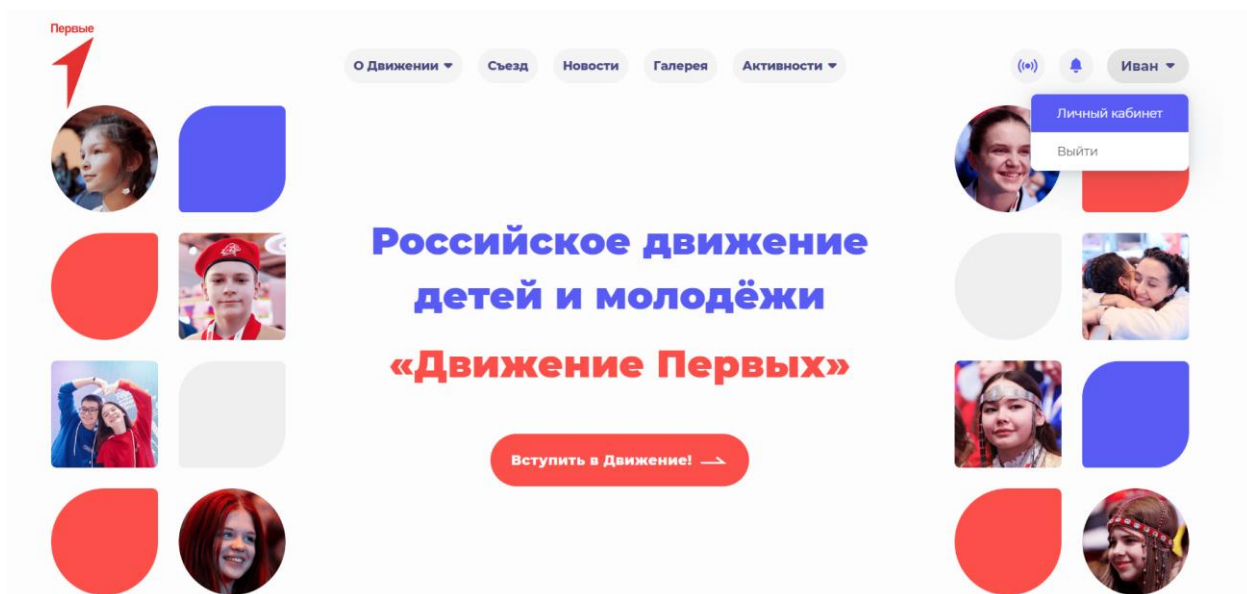 Первые
О Движении
Съезд
Новости
Галерея
Активности
Иван
Личный кабинет
Выйти
Российское движение
детей и молодёжи
«Движение Первых»
Вступить в Движение!